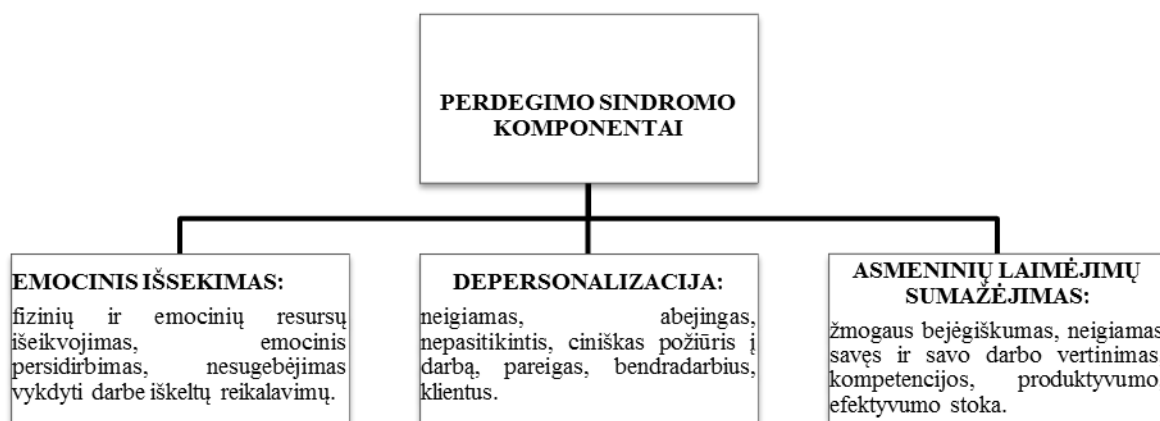 PERDEGIMO SINDROMO
KOMPONENTAI
EMOCINIS IŠSEKIMAS:
fizinių ir emocinių resursų
išeikvojimas, emocinis
persidirbimas, nesugebėjimas
vykdyti darbe iškeltų reikalavimų.
DEPERSONALIZACIJA:
neigiamas, abejingas,
nepasitikintis, ciniškas požiūris į
darbą, pareigas, bendradarbius,
klientus.
ASMENINIŲ LAIMĖJIMŲ
SUMAŽĖJIMAS:
žmogaus bejėgiškumas, neigiamas
savęs ir savo darbo vertinimas,
kompetencijos, produktyvumo,
efektyvumo stoka.